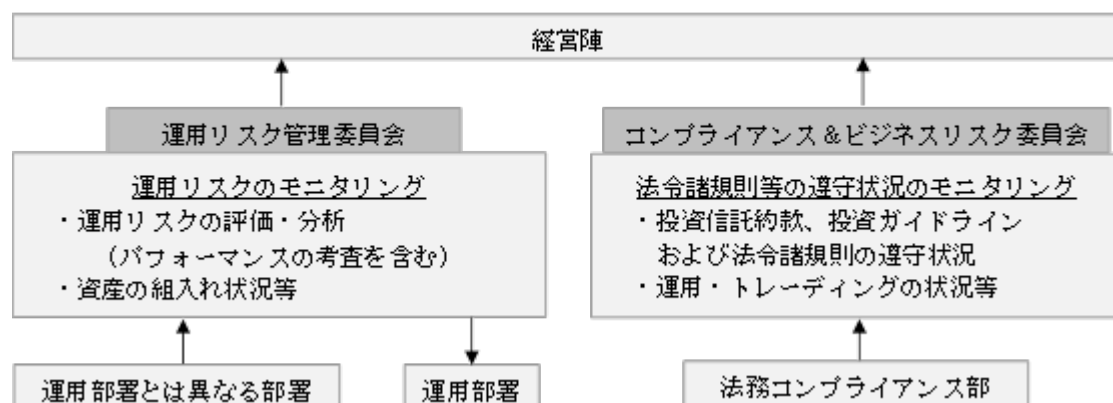 経営陣
運用リスク管理委員会
運用リスクのモニタリング
・運用リスクの評価・分析
（パフォーマンスの考査を含む）
・資産の組入れ状況等
運用部署とは異なる部署
運用部署
コンプライアンス＆ビジネスリスク委員会
法令諸規則等の遵守状況のモニタリング
・投資信託約款、投資ガイドライン
および法令諸規則の遵守状況
・運用・トレーディングの状況等
法務コンプライアンス部